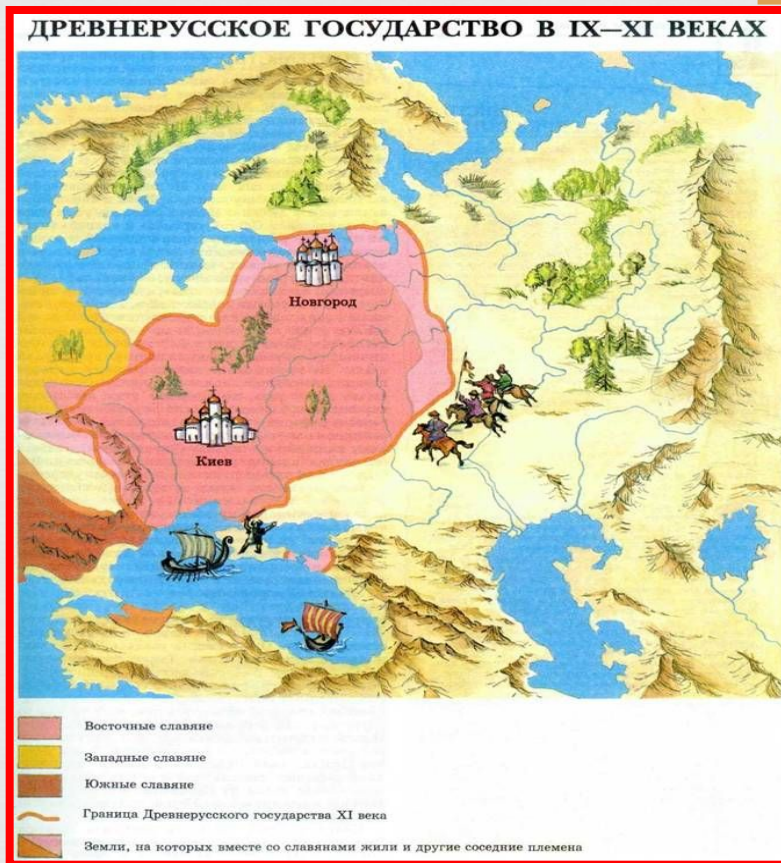 ДРЕВНЕРУССКОЕ ГОСУДАРСТВО В IX—XI ВЕКАХ
Новгород
Киев
Восточные славяне
Западные славяне
Южные славяне
Граница Древнерусского государства XI века
Земли, на которых вместе со славянами жили и другие соседние племена